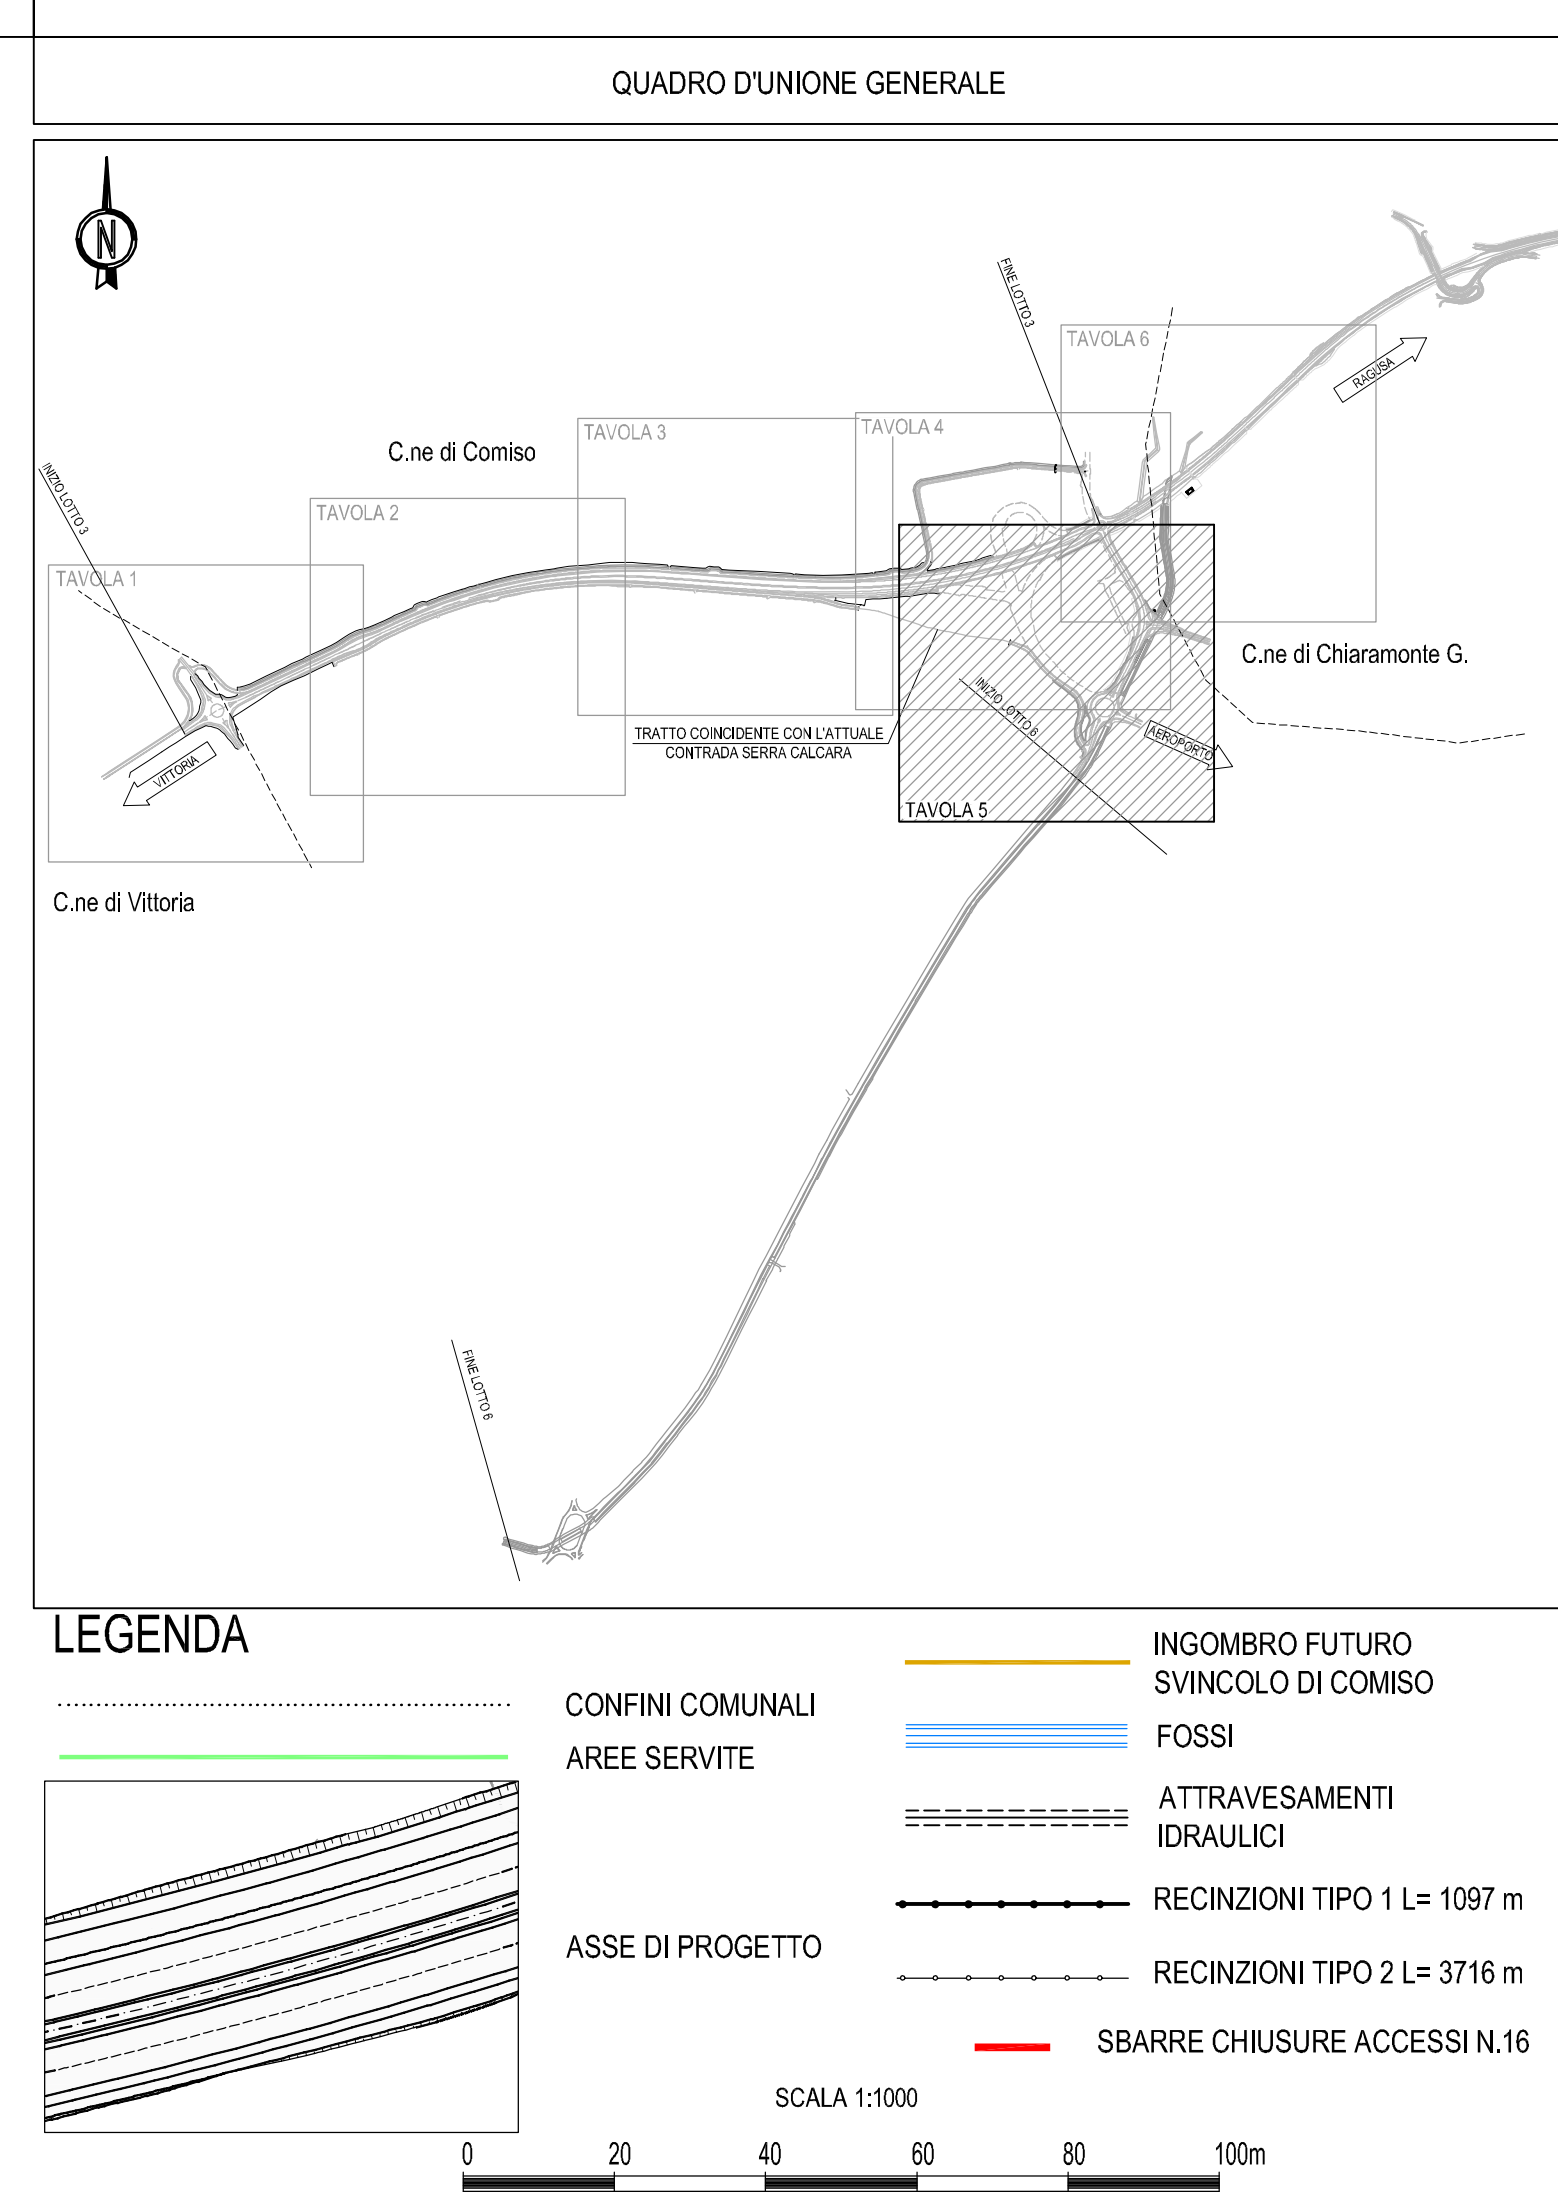 QUADRO D'UNIONE GENERALE
N
FINE LOTTO 3
TAVOLA 6
RAGUSA
TAVOLA 4
TAVOLA 3
C.ne di Comiso
INIZIO LOTTO 3
TAVOLA 2
TAVOLA 1
C.ne di Chiaramonte G.
INIZIO LOTTO 6
TRATTO COINCIDENTE CON L'ATTUALE
CONTRADA SERRA CALCARA
AEROPORTO
VITTORIA
TAVOLA 5
C.ne di Vittoria
FINE LOTTO 6
LEGENDA
CONFINI COMUNALI
AREE SERVITE
ASSE DI PROGETTO
INGOMBRO FUTURO
SVINCOLO DI COMISO
FOSSI
ATTRAVESAMENTI
IDRAULICI
RECINZIONI TIPO 1 L= 1097 m
RECINZIONI TIPO 2 L= 3716 m
SBARRE CHIUSURE ACCESSI N.16
SCALA 1:1000
0 20 40 60 80 100m